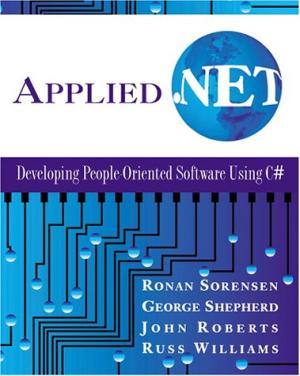 APPLIED .NET
Developing People-Oriented Software Using C#
RONAN SORENSEN
GEORGE SHEPHERD
JOHN ROBERTS
RUSS WILLIAMS